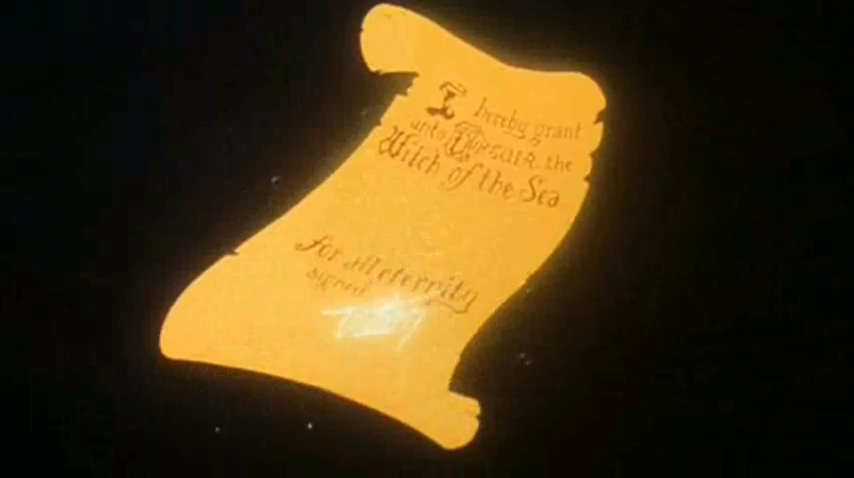 I hereby grant
unto Ursula, the
Witch of the Sea
for all eternity
signed